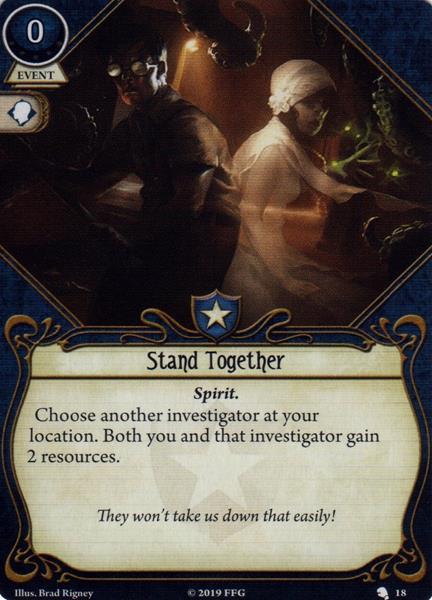 0
EVENT
Stand Together
Spirit.
Choose another investigator at your
location. Both you and that investigator gain
2 resources.
They won't take us down that easily!
Illus. Brad Rigney
© 2019 FFG
18